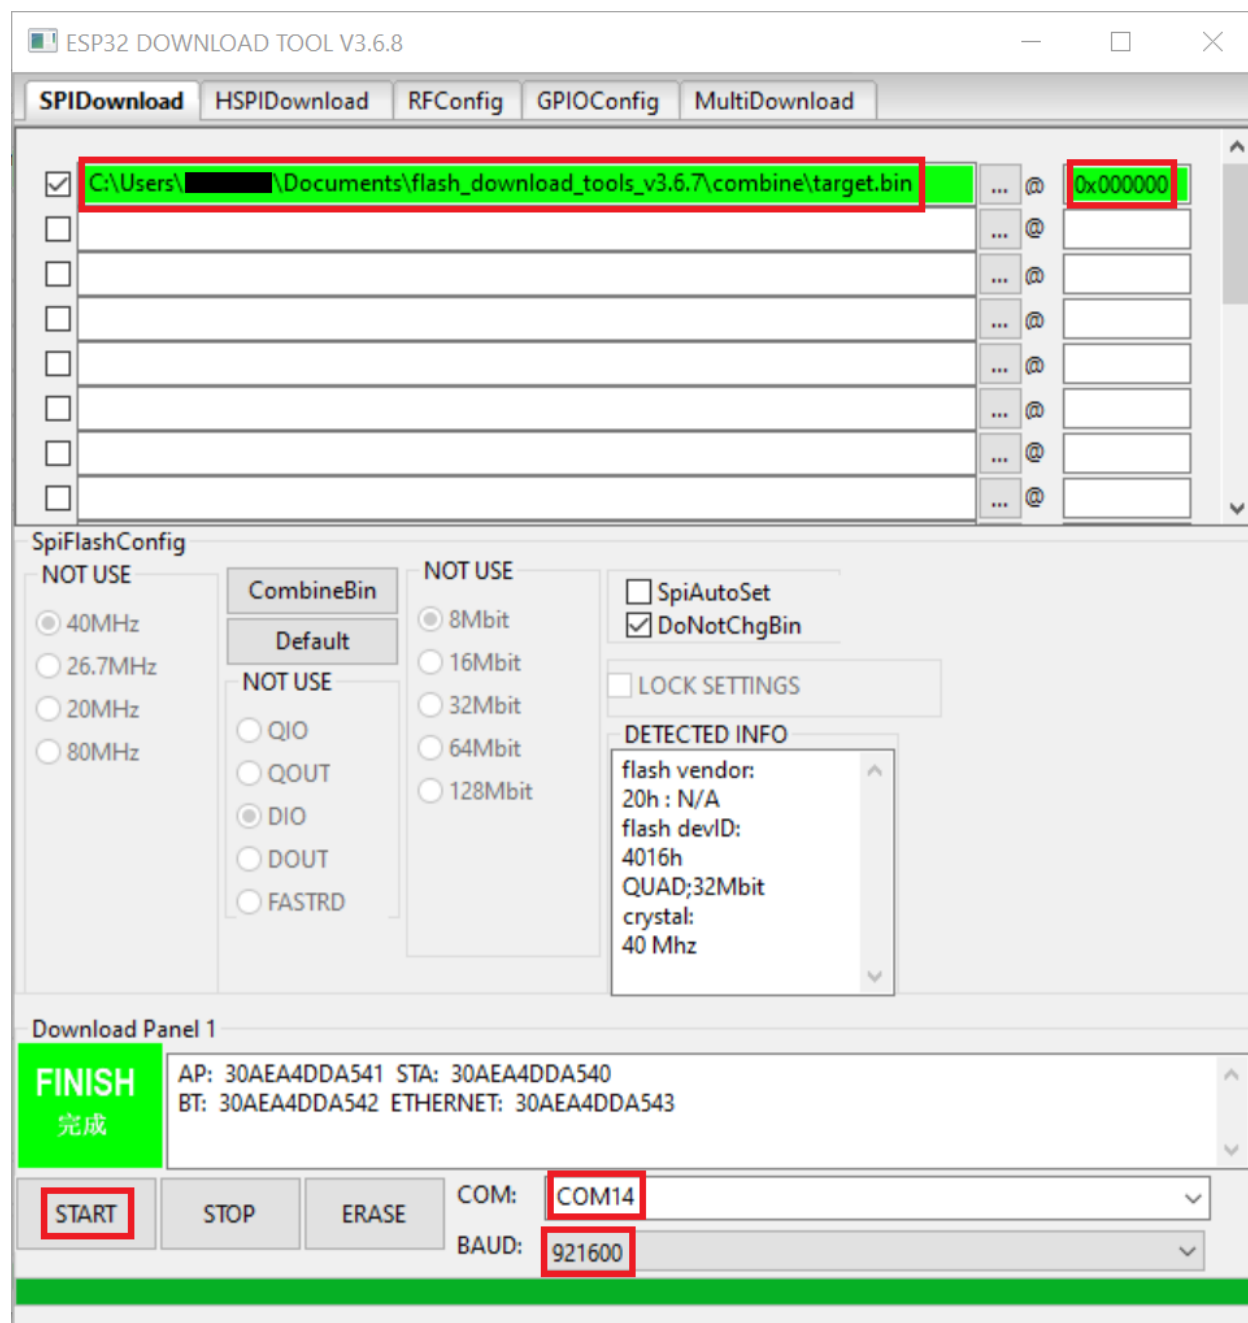 ESP32 DOWNLOAD TOOL V3.6.8
SPIDownload HSPIDownload RFConfig GPIOConfig MultiDownload
C:\Users\ \Documents\flash_download_tools_v3.6.7\combine\target.bin ... @ 0x000000
... @
... @
... @
... @
... @
... @
... @
SpiFlashConfig
NOT USE
40MHz
26.7MHz
20MHz
80MHz
CombineBin
Default
NOT USE
QIO
QOUT
DIO
DOUT
FASTRD
NOT USE
8Mbit
16Mbit
32Mbit
64Mbit
128Mbit
SpiAutoSet
DoNotChgBin
LOCK SETTINGS
DETECTED INFO
flash vendor:
20h : N/A
flash devID:
4016h
QUAD;32Mbit
crystal:
40 Mhz
Download Panel 1
FINISH
完成
AP: 30AEA4DDA541 STA: 30AEA4DDA540
BT: 30AEA4DDA542 ETHERNET: 30AEA4DDA543
START STOP ERASE
COM: COM14
BAUD: 921600